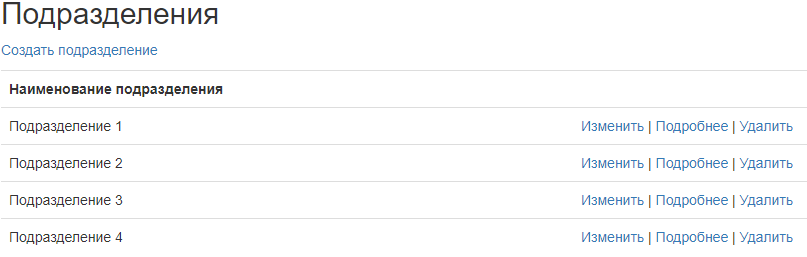 Подразделения
Создать подразделение
Наименование подразделения
Подразделение 1 Изменить | Подробнее | Удалить
Подразделение 2 Изменить | Подробнее | Удалить
Подразделение 3 Изменить | Подробнее | Удалить
Подразделение 4 Изменить | Подробнее | Удалить